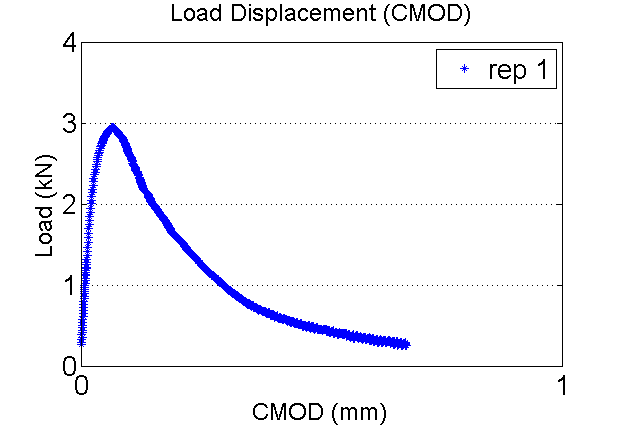 Load Displacement (CMOD)
4
rep 1
3
Load (kN)
2
1
0
0
1
CMOD (mm)